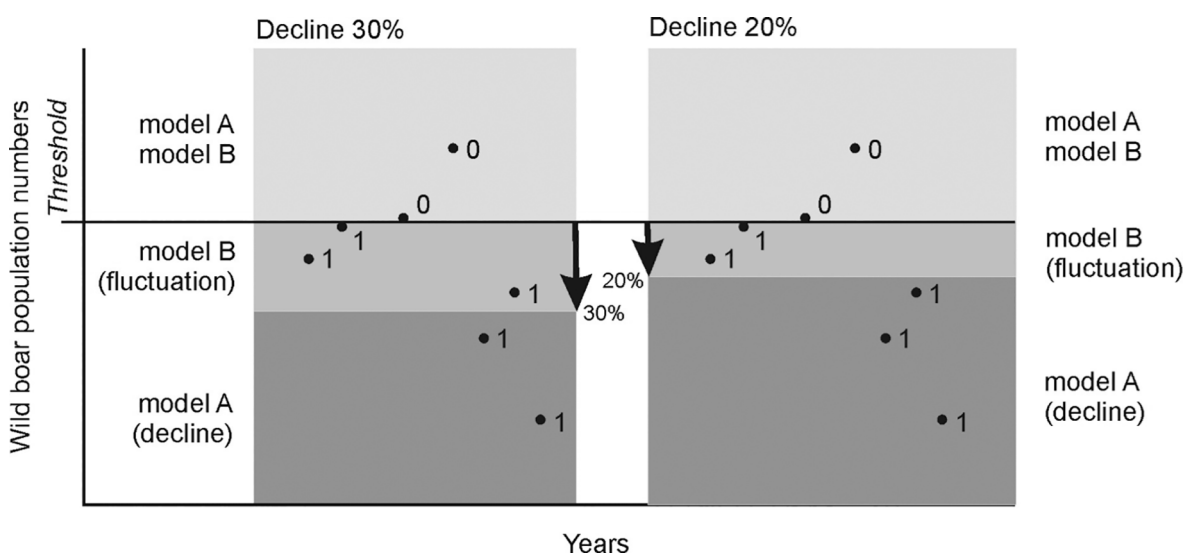 Decline 30%
Decline 20%
Wild boar population numbers
Threshold
model A
model B
0
0
1
1
model B
(fluctuation)
1
30%
1
model A
(decline)
1
0
0
model A
model B
1
1
20%
model B
(fluctuation)
1
1
1
model A
(decline)
Years